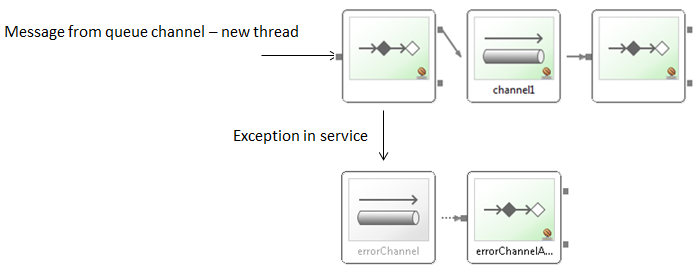 Message from queue channel – new thread
channel1
Exception in service
errorChannel
errorChannelA...